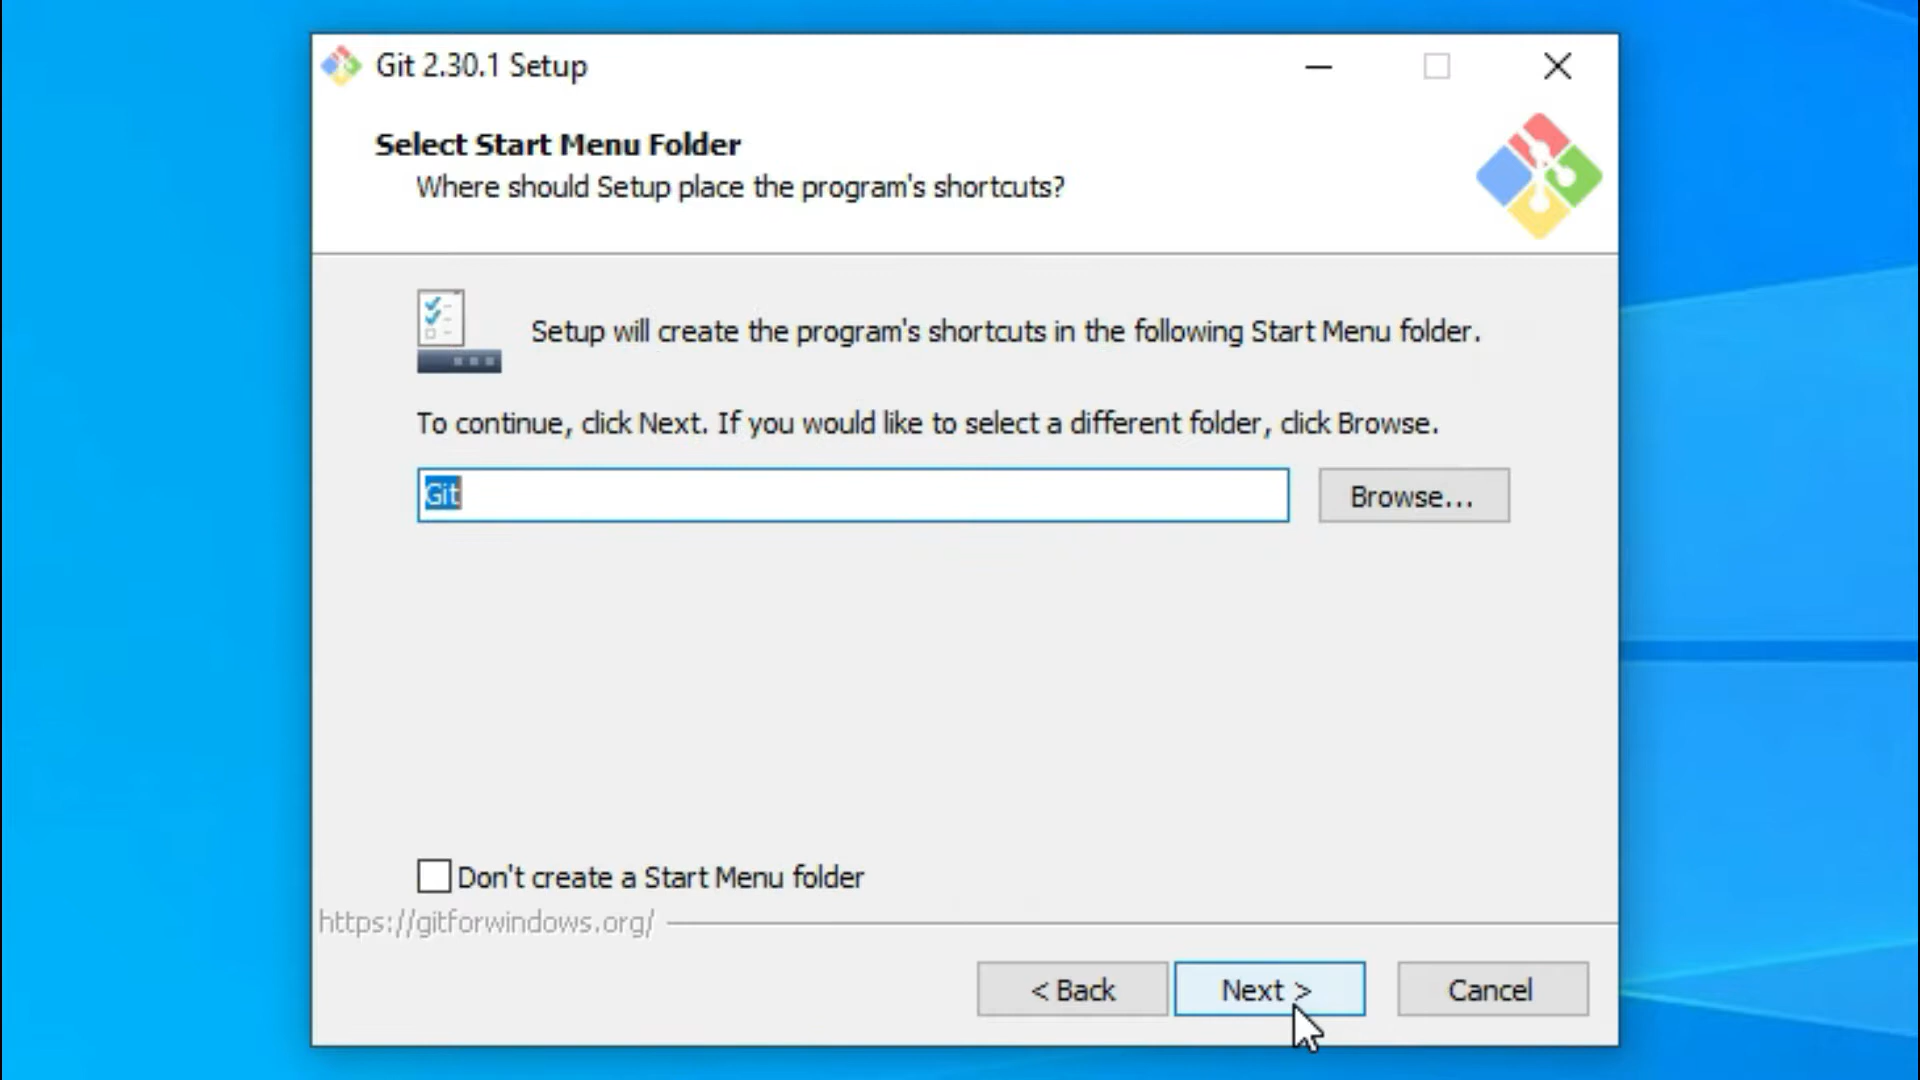 Git 2.30.1 Setup
Select Start Menu Folder
Where should Setup place the program's shortcuts?
Setup will create the program's shortcuts in the following Start Menu folder.
To continue, click Next. If you would like to select a different folder, click Browse.
Git
Browse...
Don't create a Start Menu folder
https://gitforwindows.org/
< Back
Next >
Cancel